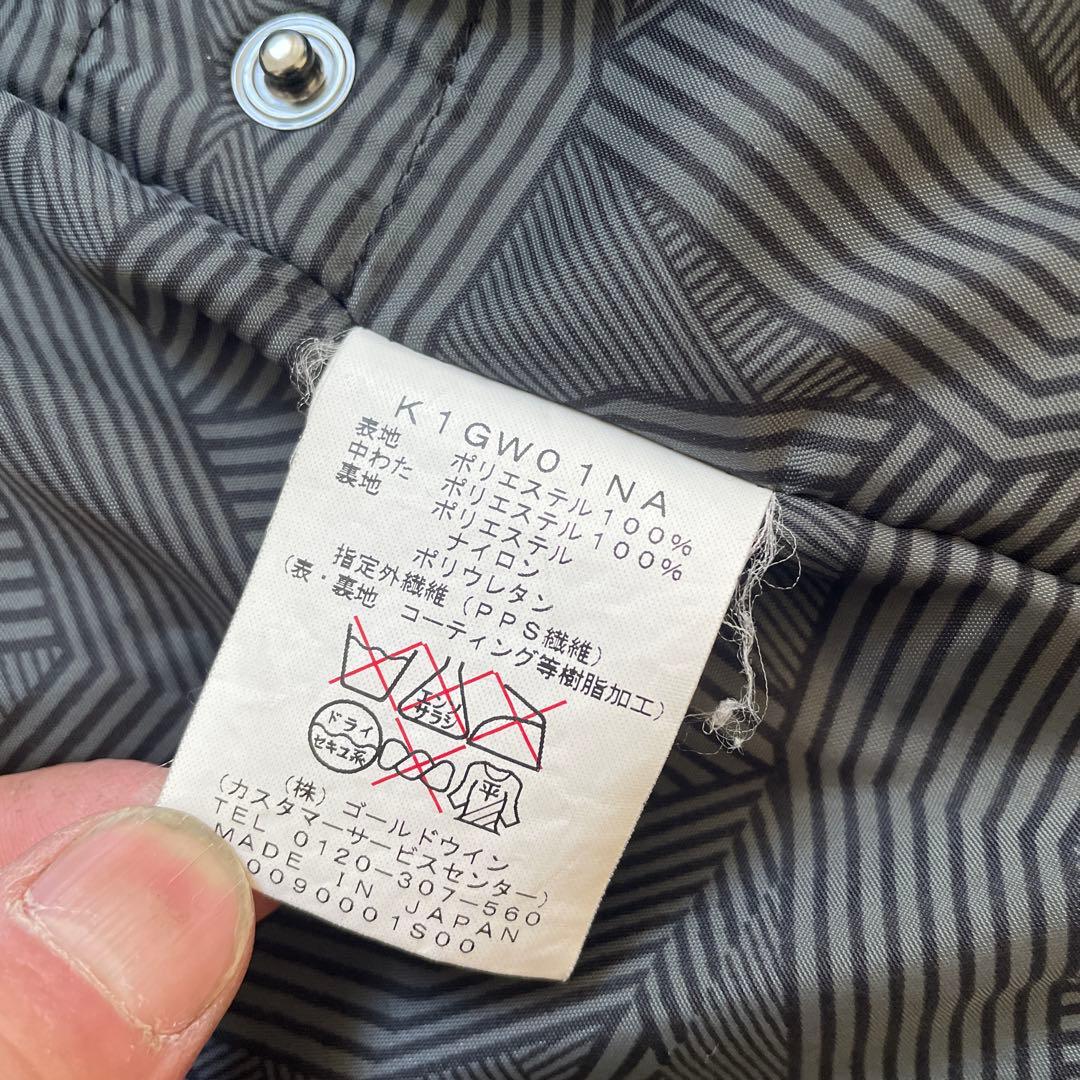 K1GW01NA
表地 ポリエステル100%
中わた ポリエステル100%
裏地 ポリエステル
ナイロン
ポリウレタン
指定外繊維(PPS繊維)
(表・裏地 コーティング等樹脂加工)
エンソ
サラシ
ドライ
セキユ系
平
(株)ゴールドウイン
(カスタマーサービスセンター)
TEL 0120-307-560
MADE IN JAPAN
0090001S00